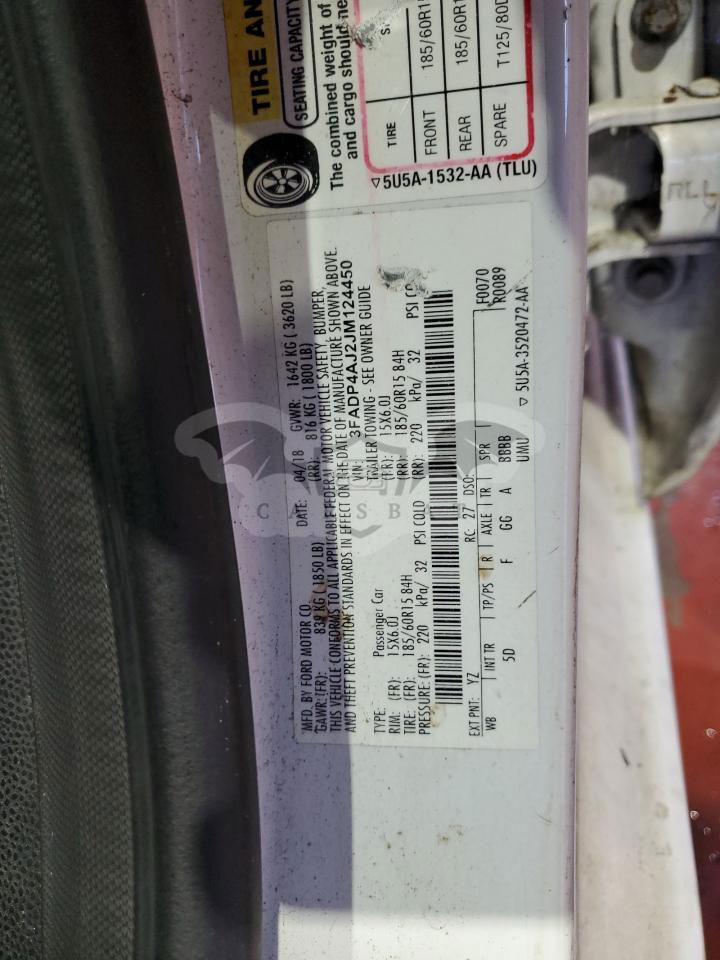 TIRE AN
SEATING CAPACITY
The combined weight of
and cargo should ne
TIRE
FRONT 185/60R1
REAR 185/60R1
SPARE T125/80D
5U5A-1532-AA (TLU)
MFD. BY FORD MOTOR CO. DATE: 04/18 GVWR: 1642 KG ( 3620 LB)
GAWR:(FR): 839 KG ( 1850 LB) (RR): 816 KG ( 1800 LB)
THIS VEHICLE CONFORMS TO ALL APPLICABLE FEDERAL MOTOR VEHICLE SAFETY, BUMPER,
AND THEFT PREVENTION STANDARDS IN EFFECT ON THE DATE OF MANUFACTURE SHOWN ABOVE.
VIN: 3FADP4AJ2JM124450
TYPE: Passenger Car TRAILER TOWING - SEE OWNER GUIDE
RIM: (FR): 15X6.0J (FR): 15X6.0J
TIRE: (FR): 185/60R15 84H (RR): 185/60R15 84H
PRESSURE (FR): 220 kPa/ 32 PSI COLD (RR): 220 kPa/ 32 PSI CO
EXT PNT: YZ RC: 27 DSO: F0070
WB INT TR TP/PS R AXLE TR SPR R0089
5D F GG A BBBB
UMU
5U5A-3520472-AA
CARSBAT
RLL